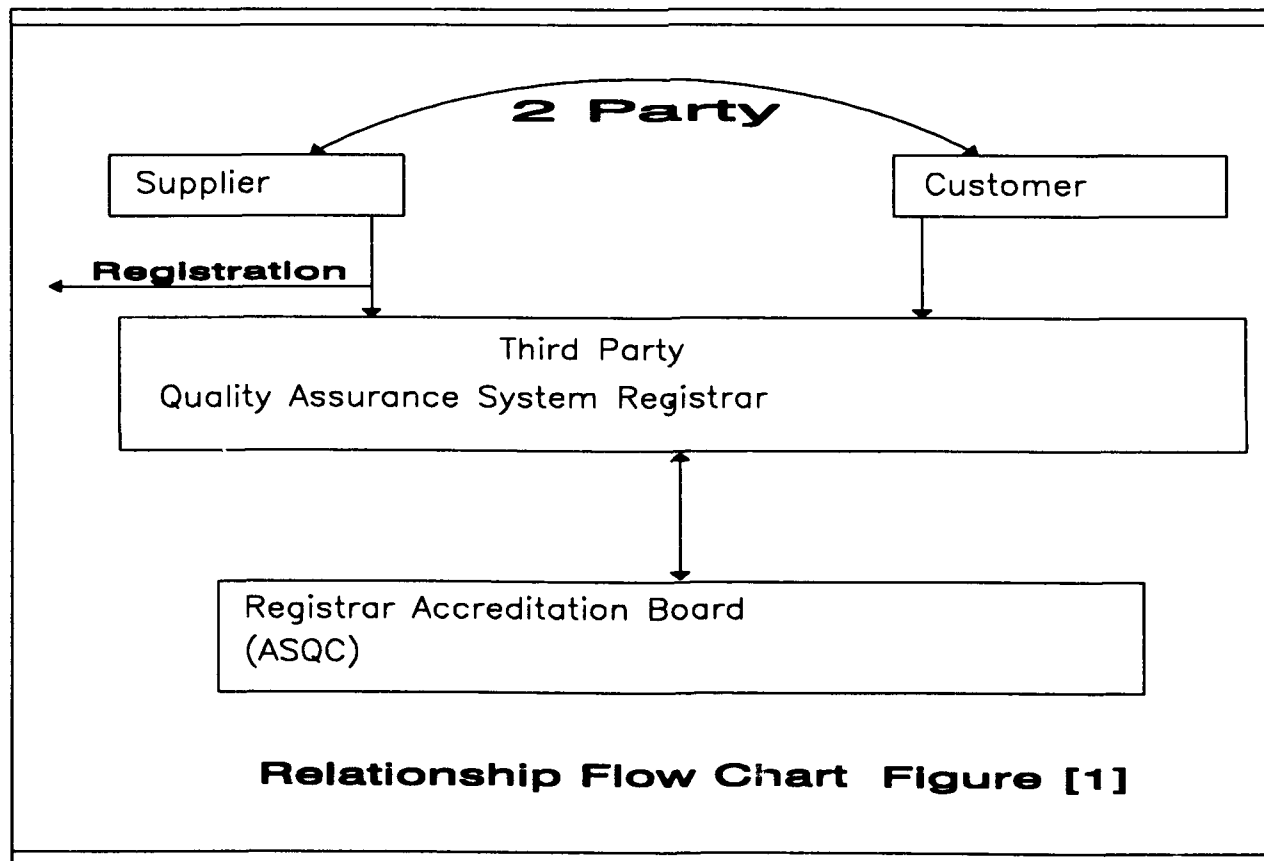 2 Party
Supplier
Customer
Registration
Third Party
Quality Assurance System Registrar
Registrar Accreditation Board
(ASQC)
Relationship Flow Chart Figure [1]